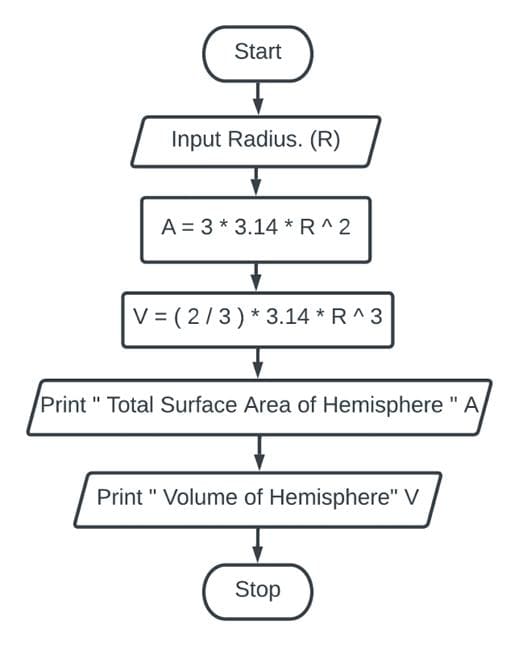 Start
Input Radius. (R)
A = 3 * 3.14 * R ^ 2
V = ( 2 / 3 ) * 3.14 * R ^ 3
Print " Total Surface Area of Hemisphere " A
Print " Volume of Hemisphere" V
Stop